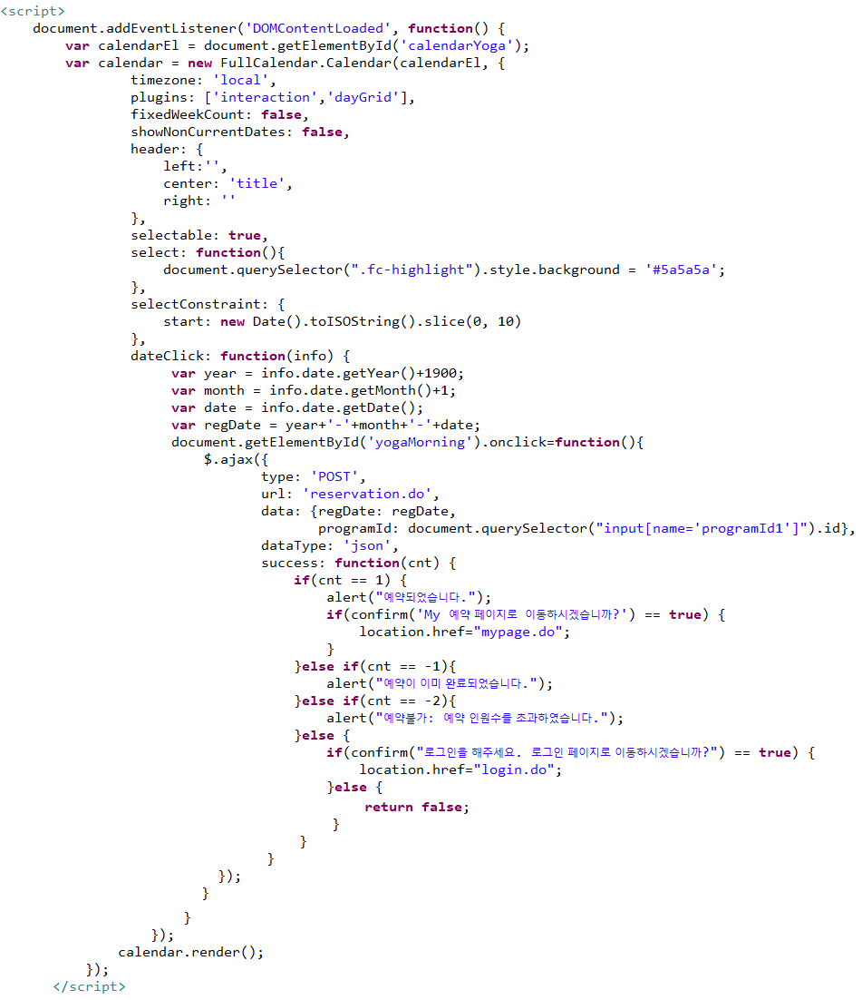 <script>
document.addEventListener('DOMContentLoaded', function() {
var calendarEl = document.getElementById('calendarYoga');
var calendar = new FullCalendar.Calendar(calendarEl, {
timezone: 'local',
plugins: ['interaction','dayGrid'],
fixedWeekCount: false,
showNonCurrentDates: false,
header: {
left:'',
center: 'title',
right: ''
},
selectable: true,
select: function(){
document.querySelector(".fc-highlight").style.background = '#5a5a5a';
},
selectConstraint: {
start: new Date().toISOString().slice(0, 10)
},
dateClick: function(info) {
var year = info.date.getYear()+1900;
var month = info.date.getMonth()+1;
var date = info.date.getDate();
var regDate = year+'-'+month+'-'+date;
document.getElementById('yogaMorning').onclick=function(){
$.ajax({
type: 'POST',
url: 'reservation.do',
data: {regDate: regDate,
programId: document.querySelector("input[name='programId1']").id},
dataType: 'json',
success: function(cnt) {
if(cnt == 1) {
alert("예약되었습니다.");
if(confirm('My 예약 페이지로 이동하시겠습니까?') == true) {
location.href="mypage.do";
}
}else if(cnt == -1){
alert("예약이 이미 완료되었습니다.");
}else if(cnt == -2){
alert("예약불가: 예약 인원수를 초과하였습니다.");
}else {
if(confirm("로그인을 해주세요. 로그인 페이지로 이동하시겠습니까?") == true) {
location.href="login.do";
}else {
return false;
}
}
}
});
}
}
});
calendar.render();
});
</script>